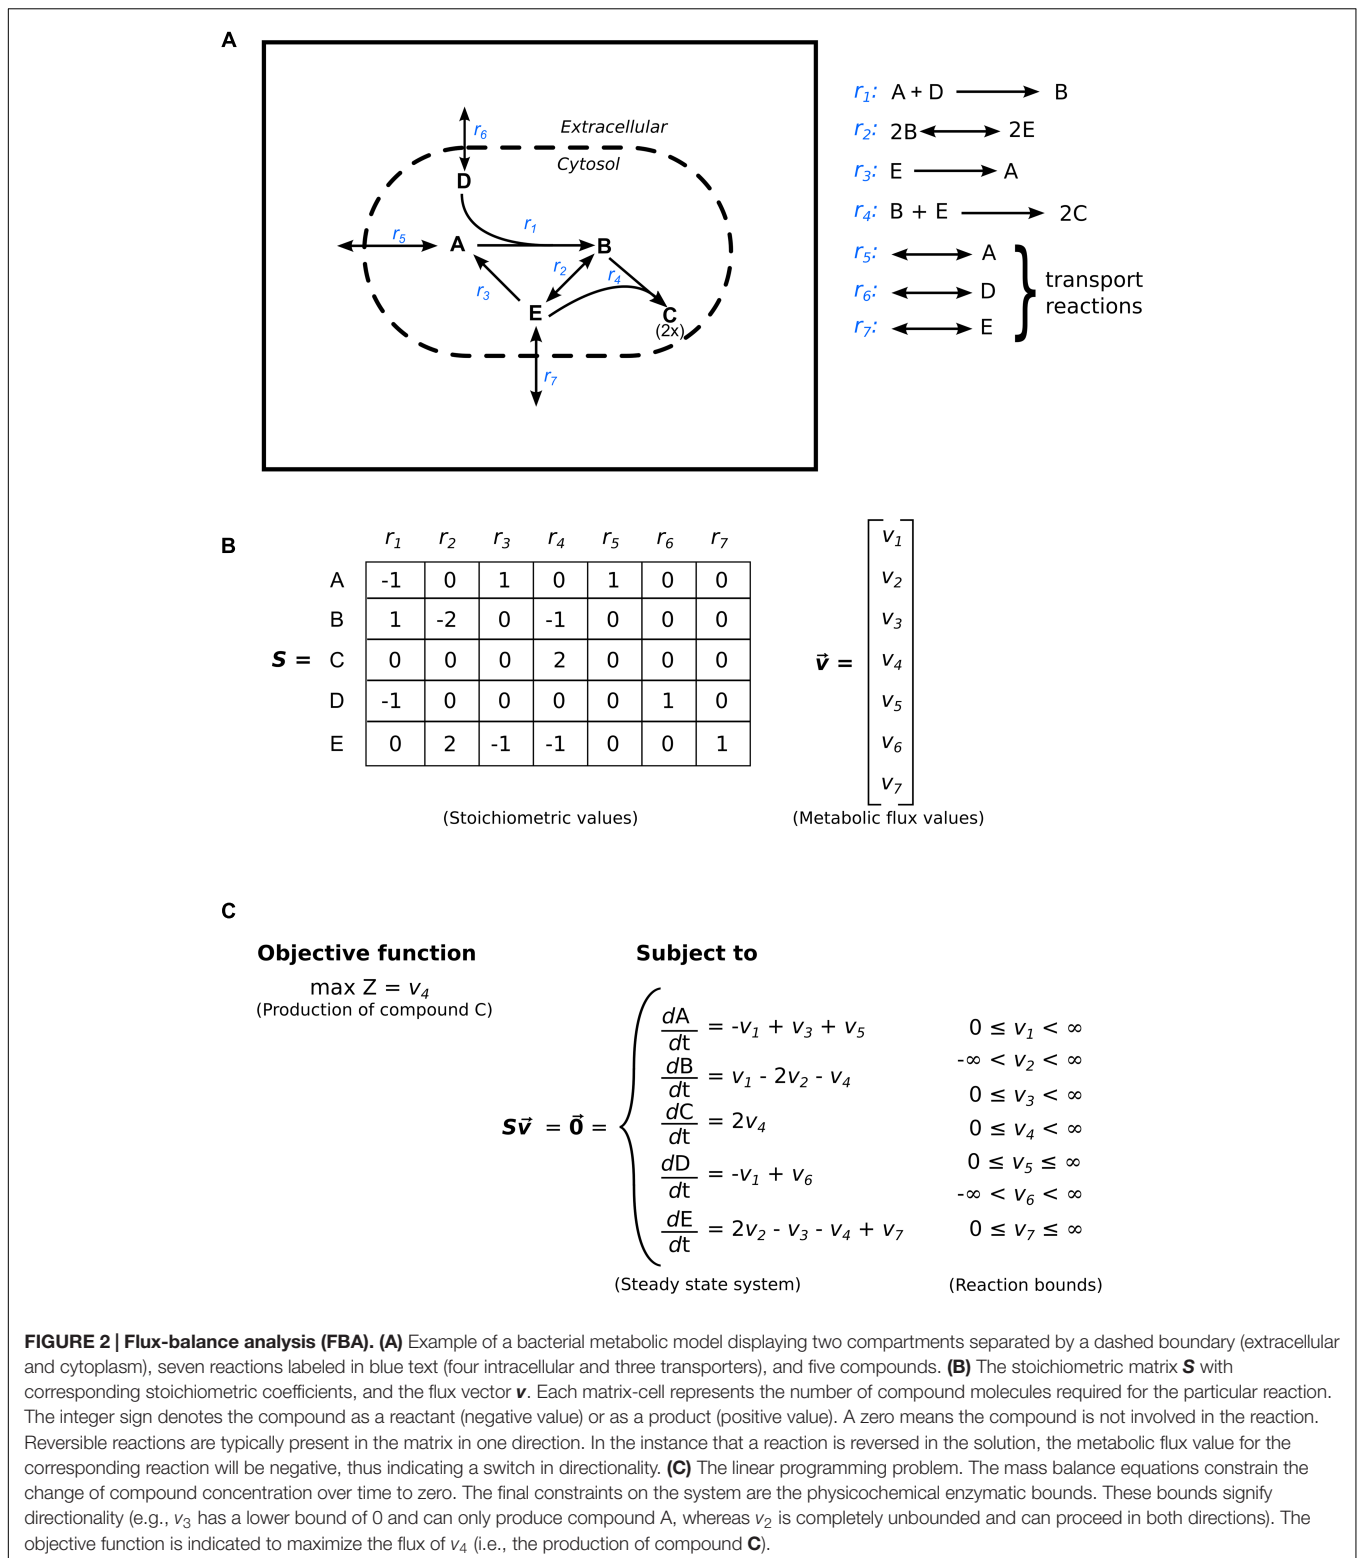 A
Extracellular
Cytosol
r6
D
r1
r5
A
B
r2
r4
r3
E
C
(2x)
r7
r1: A + D B
r2: 2B 2E
r3: E A
r4: B + E 2C
r5: A
r6: D
r7: E
transport
reactions
B
r1 r2 r3 r4 r5 r6 r7
A -1 0 1 0 1 0 0
B 1 -2 0 -1 0 0 0
S = C 0 0 0 2 0 0 0
D -1 0 0 0 0 1 0
E 0 2 -1 -1 0 0 1
(Stoichiometric values)
v⃗ =
v1
v2
v3
v4
v5
v6
v7
(Metabolic flux values)
C
Objective function
max Z = v4
(Production of compound C)
Subject to
Sv⃗ = 0⃗ =
dA/dt = -v1 + v3 + v5
dB/dt = v1 - 2v2 - v4
dC/dt = 2v4
dD/dt = -v1 + v6
dE/dt = 2v2 - v3 - v4 + v7
(Steady state system)
0 ≤ v1 < ∞
-∞ < v2 < ∞
0 ≤ v3 < ∞
0 ≤ v4 < ∞
0 ≤ v5 ≤ ∞
-∞ < v6 < ∞
0 ≤ v7 ≤ ∞
(Reaction bounds)
FIGURE 2 | Flux-balance analysis (FBA). (A) Example of a bacterial metabolic model displaying two compartments separated by a dashed boundary (extracellular
and cytoplasm), seven reactions labeled in blue text (four intracellular and three transporters), and five compounds. (B) The stoichiometric matrix S with
corresponding stoichiometric coefficients, and the flux vector v. Each matrix-cell represents the number of compound molecules required for the particular reaction.
The integer sign denotes the compound as a reactant (negative value) or as a product (positive value). A zero means the compound is not involved in the reaction.
Reversible reactions are typically present in the matrix in one direction. In the instance that a reaction is reversed in the solution, the metabolic flux value for the
corresponding reaction will be negative, thus indicating a switch in directionality. (C) The linear programming problem. The mass balance equations constrain the
change of compound concentration over time to zero. The final constraints on the system are the physicochemical enzymatic bounds. These bounds signify
directionality (e.g., v3 has a lower bound of 0 and can only produce compound A, whereas v2 is completely unbounded and can proceed in both directions). The
objective function is indicated to maximize the flux of v4 (i.e., the production of compound C).